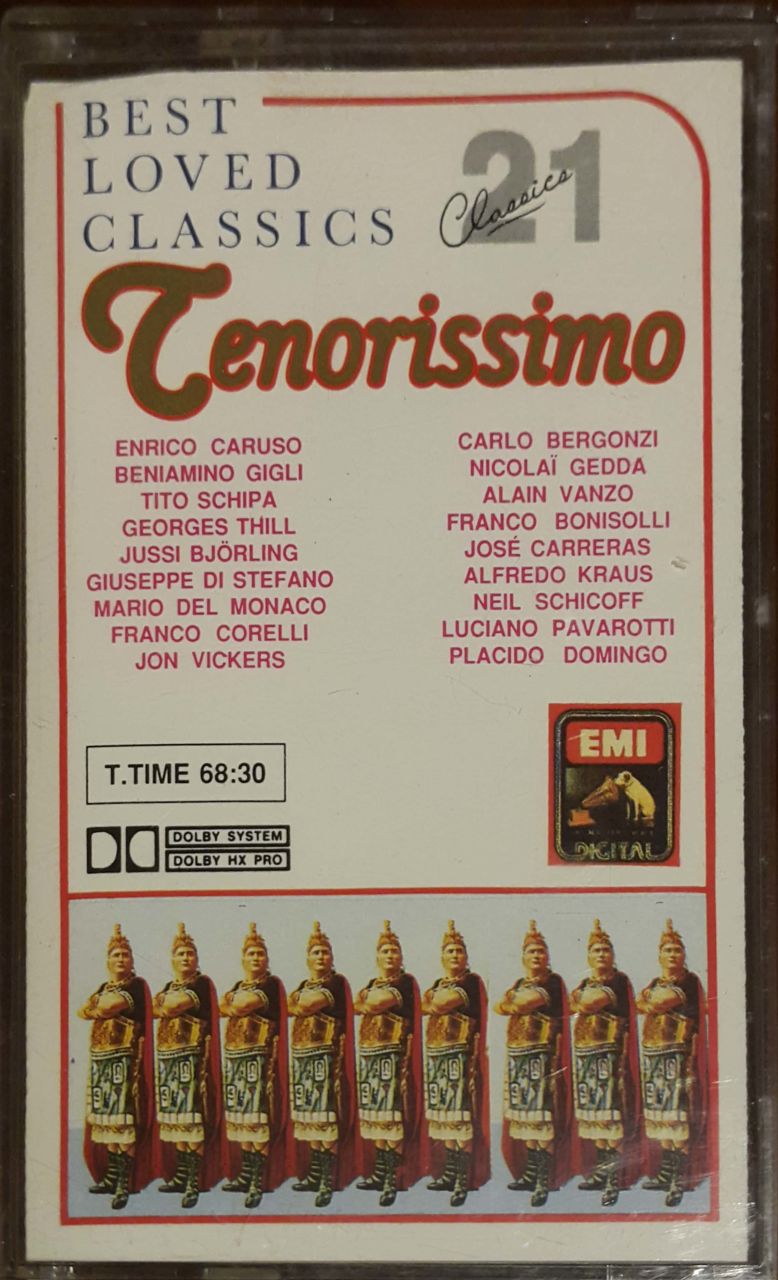 BEST
LOVED
CLASSICS
21
Classics
Tenorissimo
ENRICO CARUSO
BENIAMINO GIGLI
TITO SCHIPA
GEORGES THILL
JUSSI BJÖRLING
GIUSEPPE DI STEFANO
MARIO DEL MONACO
FRANCO CORELLI
JON VICKERS
CARLO BERGONZI
NICOLAÏ GEDDA
ALAIN VANZO
FRANCO BONISOLLI
JOSÉ CARRERAS
ALFREDO KRAUS
NEIL SCHICOFF
LUCIANO PAVAROTTI
PLACIDO DOMINGO
T.TIME 68:30
DOLBY SYSTEM
DOLBY HX PRO
EMI
DIGITAL